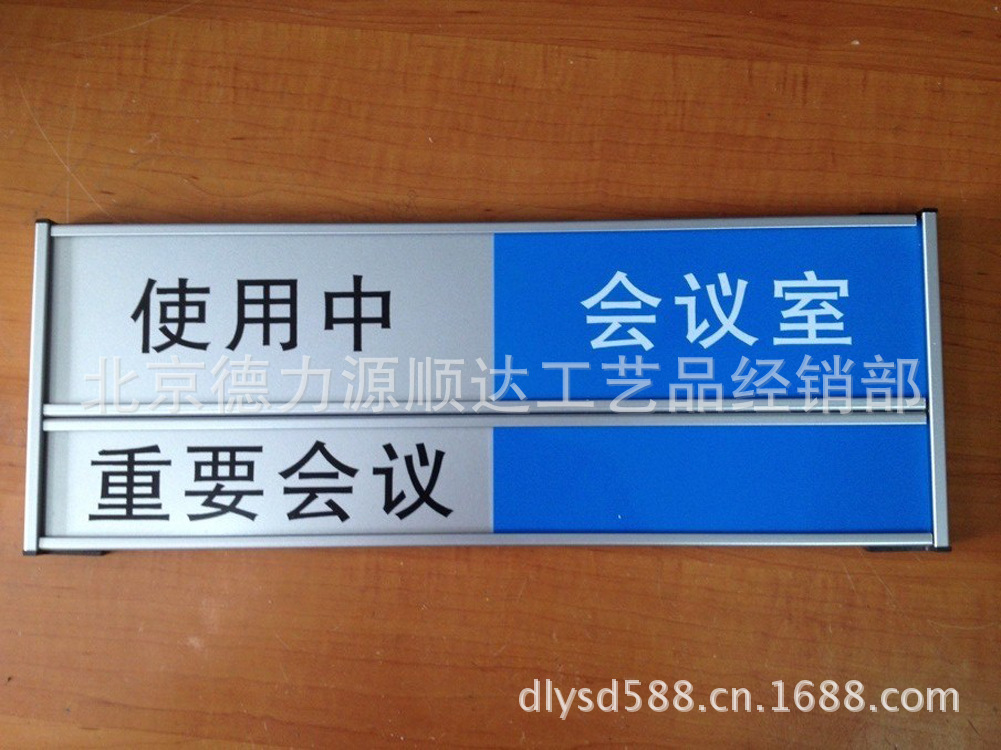 使用中 会议室
北京德力源顺达工艺品经销部
重要会议
dlysd588.cn.1688.com